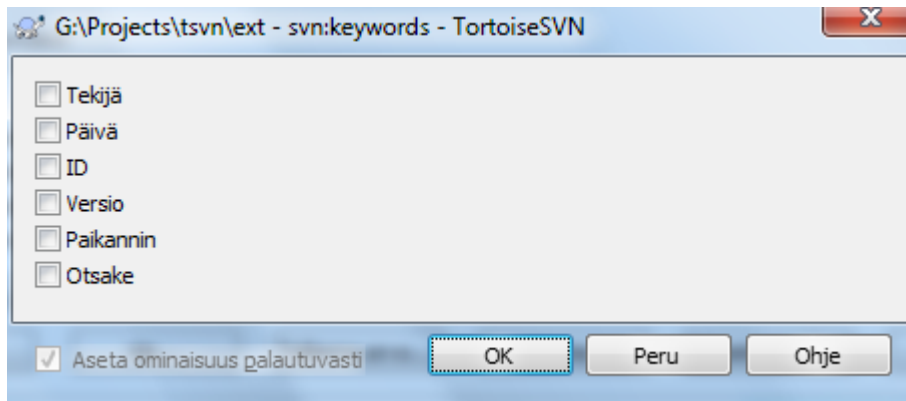 G:\Projects\tsvn\ext - svn:keywords - TortoiseSVN
Tekijä
Päivä
ID
Versio
Paikannin
Otsake
Aseta ominaisuus palautuvasti OK Peru Ohje